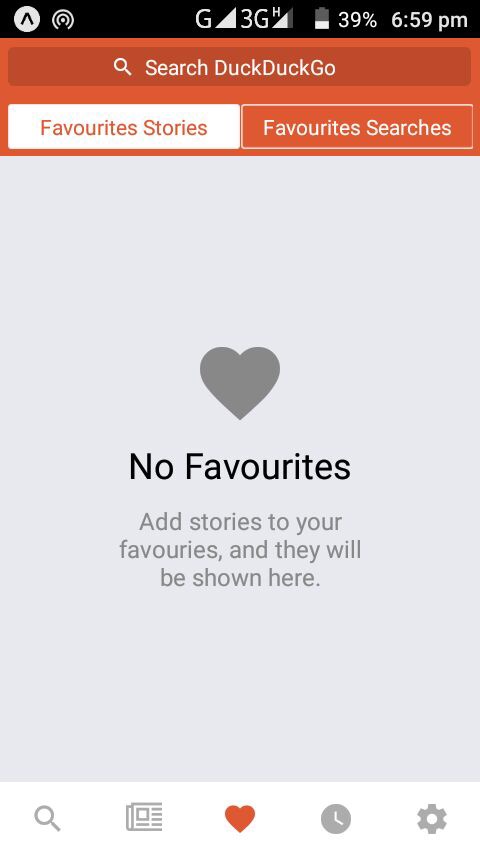 G 3G H 39% 6:59 pm
Search DuckDuckGo
Favourites Stories Favourites Searches
No Favourites
Add stories to your
favouries, and they will
be shown here.